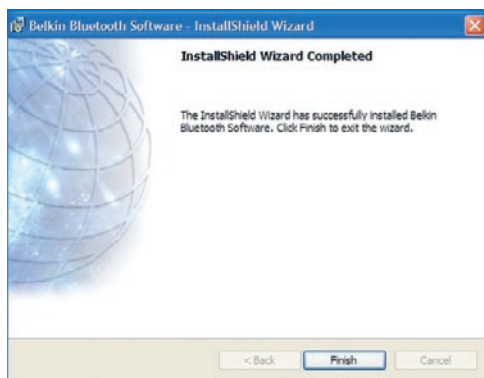 Belkin Bluetooth Software - InstallShield Wizard
InstallShield Wizard Completed
The InstallShield Wizard has successfully installed Belkin
Bluetooth Software. Click Finish to exit the wizard.
< Back
Finish
Cancel